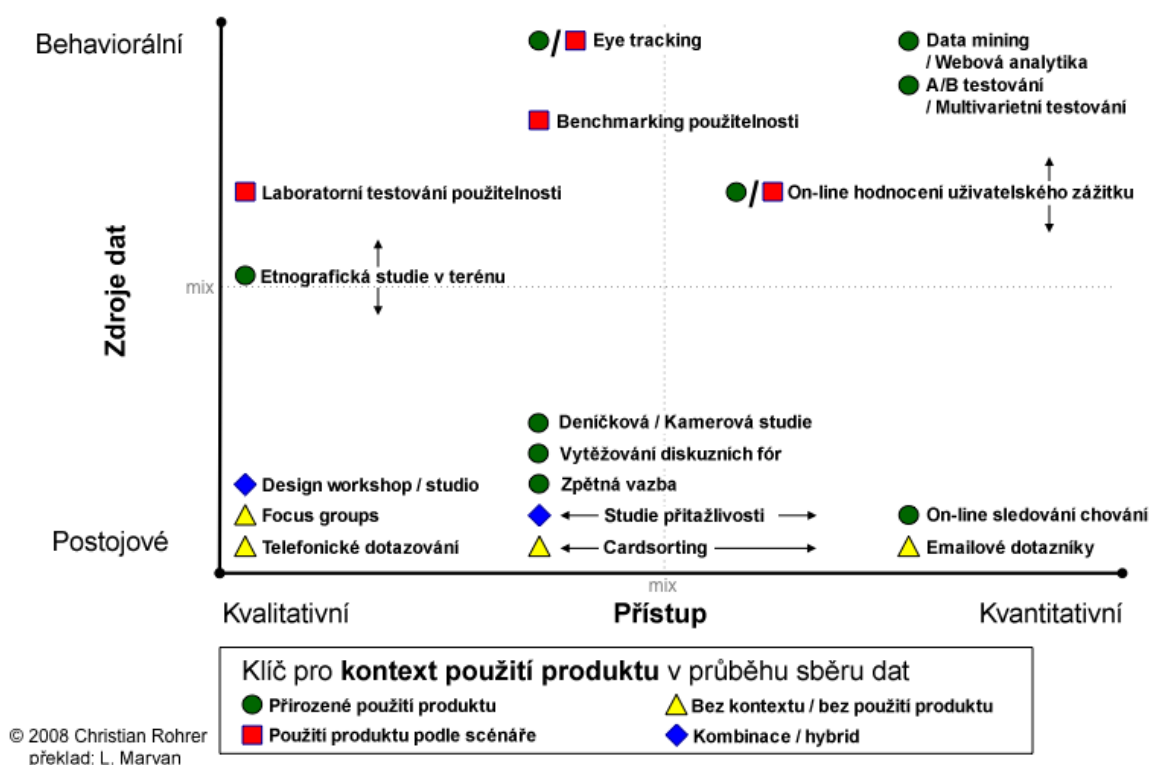 Behaviorální
/ Eye tracking
Data mining
/ Webová analytika
A/B testování
/ Multivarietní testování
Benchmarking použitelnosti
Laboratorní testování použitelnosti
/ On-line hodnocení uživatelského zážitku
Zdroje dat
Etnografická studie v terénu
mix
Deníčková / Kamerová studie
Vytěžování diskuzních fór
Design workshop / studio
Zpětná vazba
Focus groups
Studie přitažlivosti
On-line sledování chování
Postojové
Telefonické dotazování
Cardsorting
Emailové dotazníky
mix
Kvalitativní
Přístup
Kvantitativní
Klíč pro kontext použití produktu v průběhu sběru dat
Přirozené použití produktu
Bez kontextu / bez použití produktu
Použití produktu podle scénáře
Kombinace / hybrid
© 2008 Christian Rohrer
překlad: L. Marvan